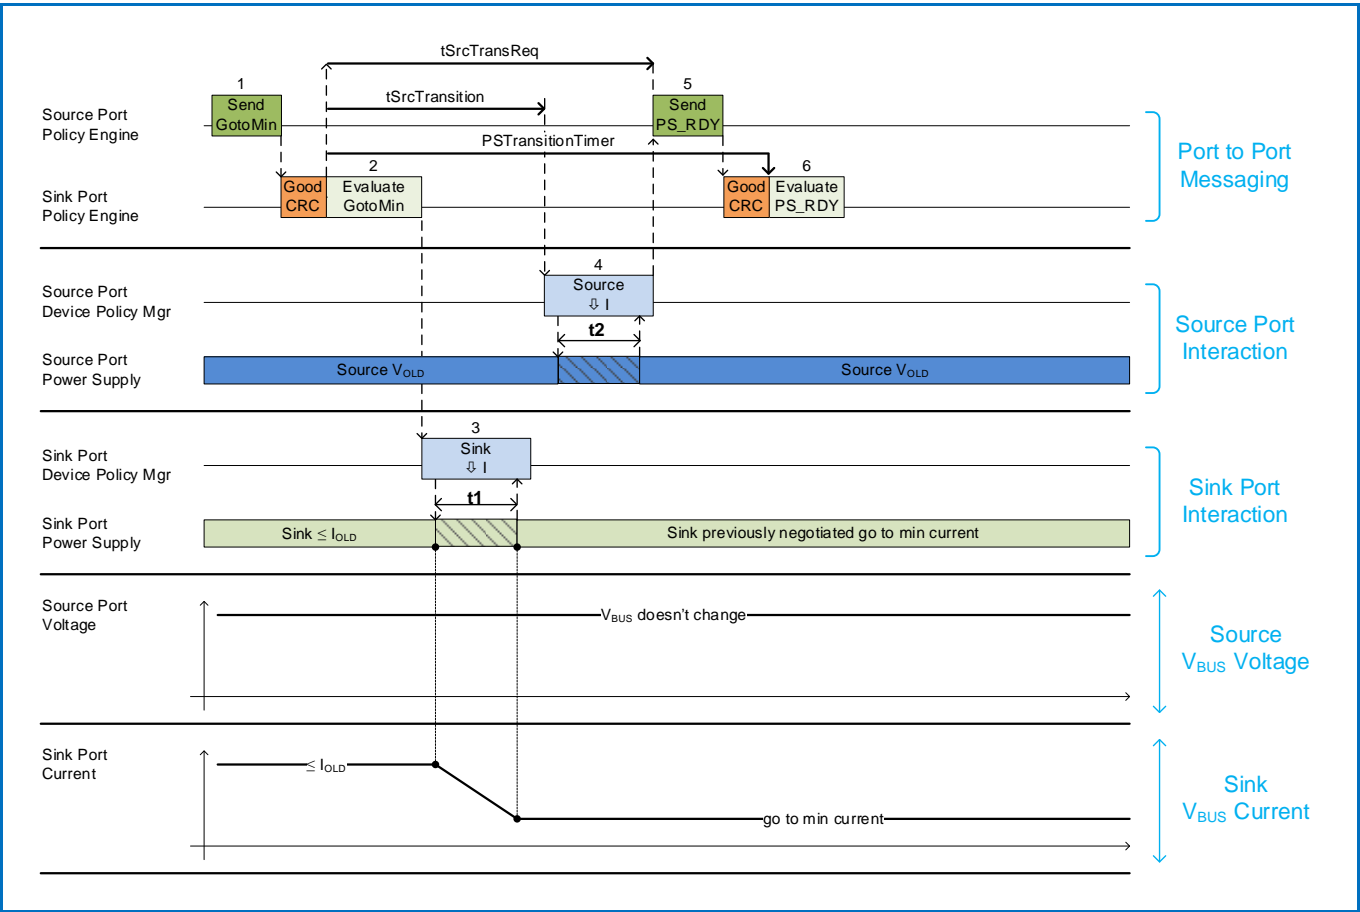 tSrcTransReq
1
5
Send
GotoMin
tSrcTransition
Send
PS_RDY
Source Port
Policy Engine
PSTransitionTimer
Port to Port
Messaging
2
6
Good
CRC
Evaluate
GotoMin
Good
CRC
Evaluate
PS_RDY
Sink Port
Policy Engine
4
Source Port
Device Policy Mgr
Source
⇩ I
t2
Source Port
Interaction
Source Port
Power Supply
Source VOLD
Source VOLD
3
Sink Port
Device Policy Mgr
Sink
⇩ I
t1
Sink Port
Interaction
Sink Port
Power Supply
Sink ≤ IOLD
Sink previously negotiated go to min current
Source Port
Voltage
VBUS doesn’t change
Source
VBUS Voltage
Sink Port
Current
≤ IOLD
go to min current
Sink
VBUS Current